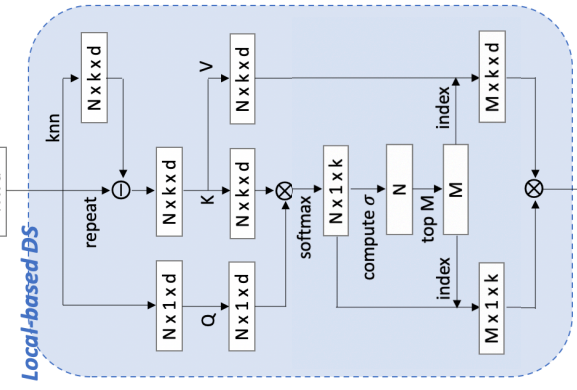 Local-based DS
knn
N x k x d
repeat
N x 1 x d
N x k x d
Q
K
V
N x 1 x d
N x k x d
N x k x d
softmax
N x 1 x k
compute σ
N
top M
M
index
index
M x 1 x k
M x k x d